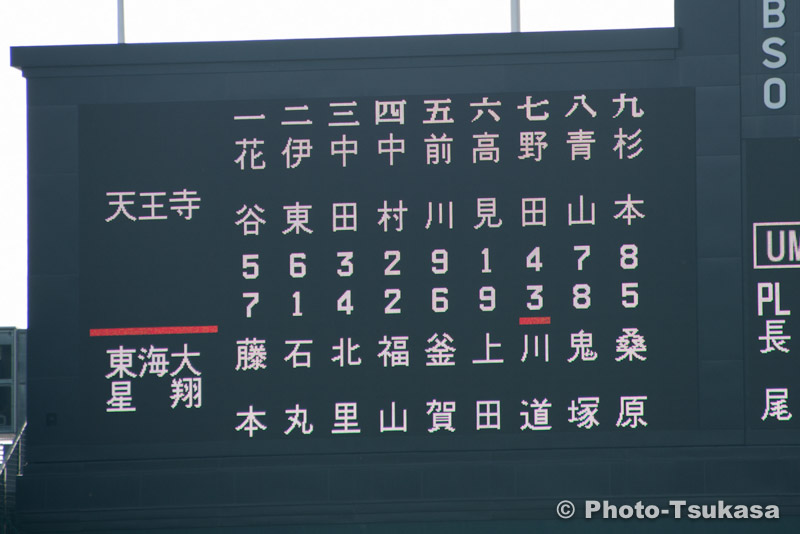 一 二 三 四 五 六 七 八 九
花谷 伊東 中田 中村 前川 高見 野田 青山 杉本
天王寺
5 6 3 2 9 1 4 7 8
7 1 4 2 6 9 3 8 5
東海大
星翔
藤本 石丸 北里 福山 釜賀 上田 川道 鬼塚 桑原
B
S
O
UM
PL
長尾
© Photo-Tsukasa